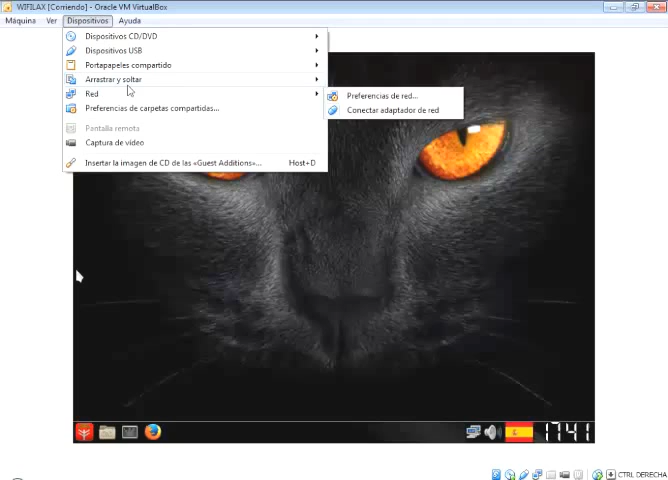 WIFILAX [Corriendo] - Oracle VM VirtualBox
Máquina Ver Dispositivos Ayuda
Dispositivos CD/DVD
Dispositivos USB
Portapapeles compartido
Arrastrar y soltar
Red
Preferencias de red...
Conectar adaptador de red
Preferencias de carpetas compartidas...
Pantalla remota
Captura de vídeo
Insertar la imagen de CD de las «Guest Additions»... Host+D
17:41
CTRL DERECHA